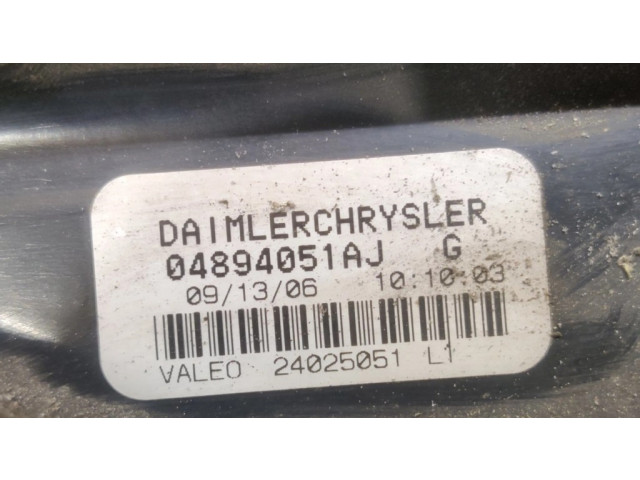 DAIMLERCHRYSLER
04894051AJ G
09/13/06 10:10:03
VALEO 24025051 L1